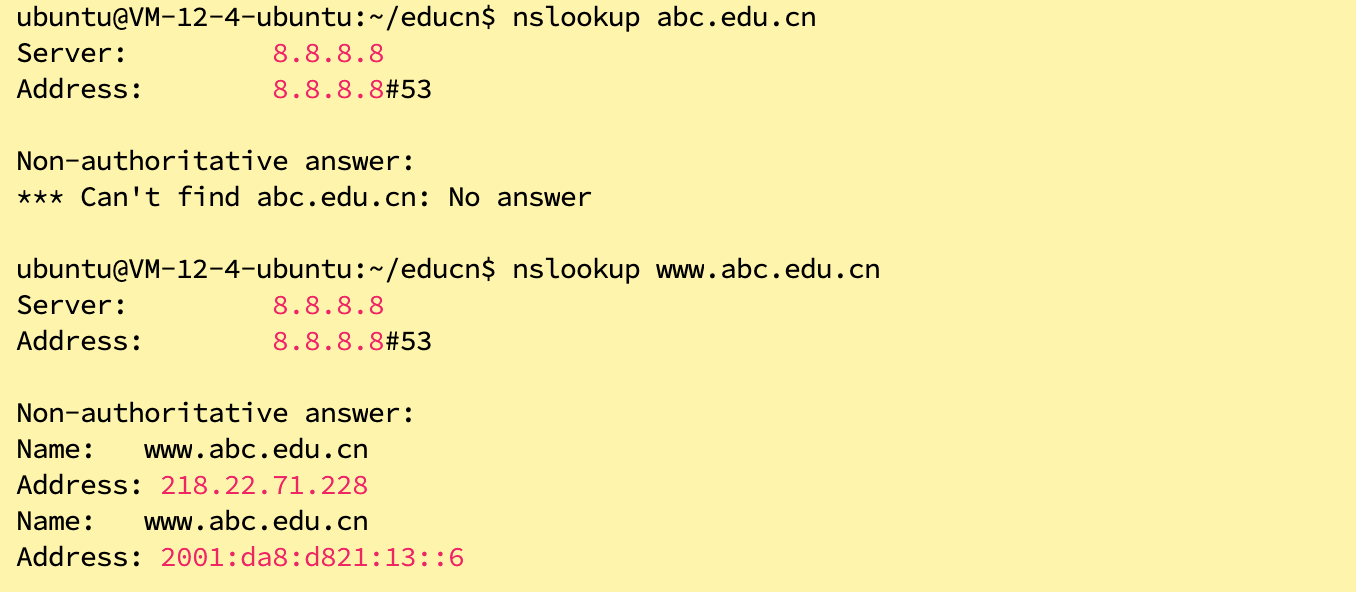 ubuntu@VM-12-4-ubuntu:~/educn$ nslookup abc.edu.cn
Server:         8.8.8.8
Address:        8.8.8.8#53

Non-authoritative answer:
*** Can't find abc.edu.cn: No answer

ubuntu@VM-12-4-ubuntu:~/educn$ nslookup www.abc.edu.cn
Server:         8.8.8.8
Address:        8.8.8.8#53

Non-authoritative answer:
Name:   www.abc.edu.cn
Address: 218.22.71.228
Name:   www.abc.edu.cn
Address: 2001:da8:d821:13::6